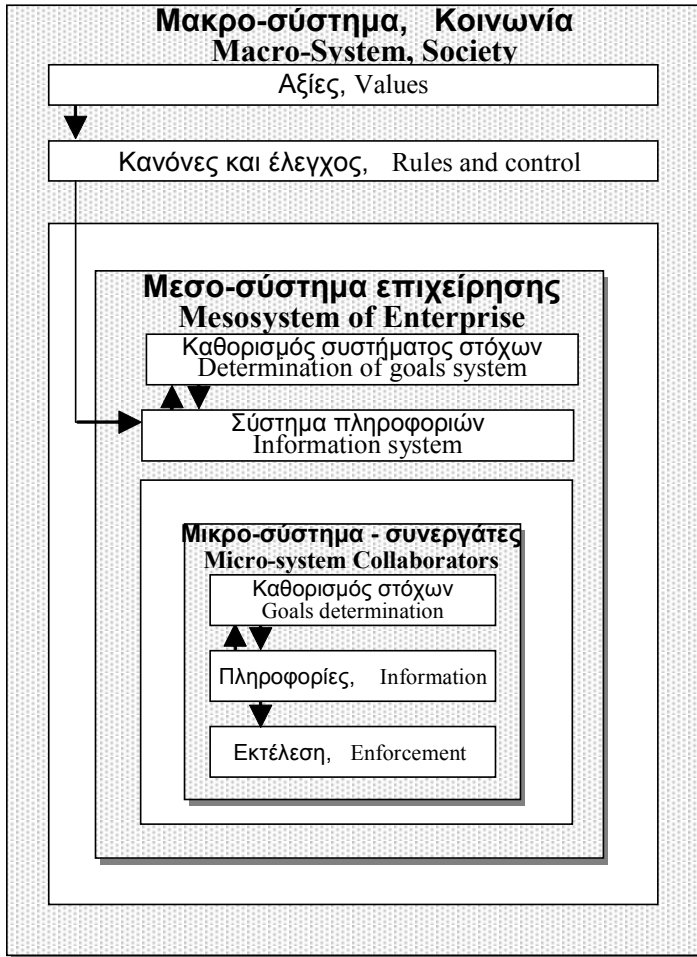 Μακρο-σύστημα, Κοινωνία
Macro-System, Society
Αξίες, Values
Κανόνες και έλεγχος, Rules and control
Μεσο-σύστημα επιχείρησης
Mesosystem of Enterprise
Καθορισμός συστήματος στόχων
Determination of goals system
Σύστημα πληροφοριών
Information system
Μικρο-σύστημα - συνεργάτες
Micro-system Collaborators
Καθορισμός στόχων
Goals determination
Πληροφορίες, Information
Εκτέλεση, Enforcement